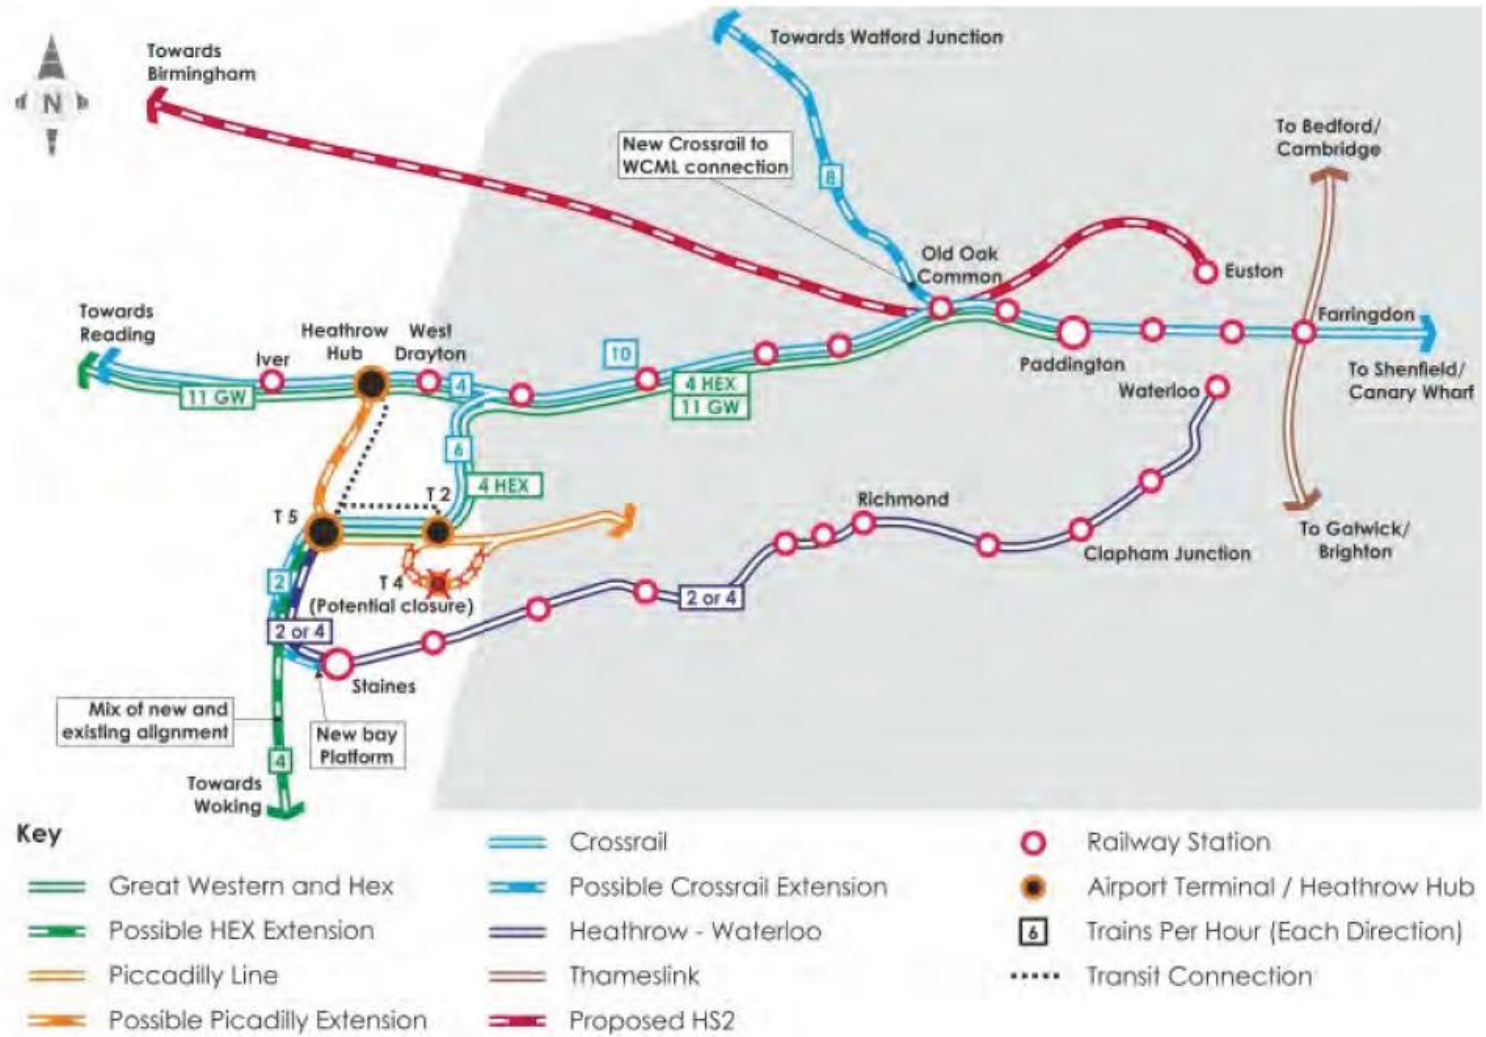 Towards
Birmingham
N
Towards Watford Junction
New Crossrail to
WCML connection
8
To Bedford/
Cambridge
Old Oak
Common
Euston
Towards
Reading
Heathrow
Hub
West
Drayton
Iver
11 GW
4
10
4 HEX
11 GW
Paddington
Farringdon
To Shenfield/
Canary Wharf
Waterloo
6
4 HEX
T 2
T 5
T 4
(Potential closure)
Richmond
Clapham Junction
To Gatwick/
Brighton
2
2 or 4
2 or 4
Staines
Mix of new and
existing alignment
New bay
Platform
4
Towards
Woking
Key
Great Western and Hex
Possible HEX Extension
Piccadilly Line
Possible Picadilly Extension
Crossrail
Possible Crossrail Extension
Heathrow - Waterloo
Thameslink
Proposed HS2
Railway Station
Airport Terminal / Heathrow Hub
6
Trains Per Hour (Each Direction)
Transit Connection